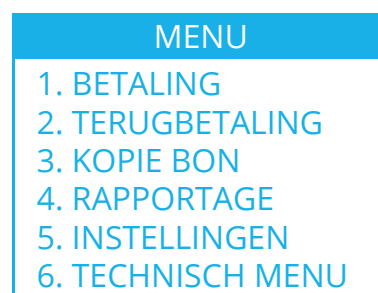 MENU
1. BETALING
2. TERUGBETALING
3. KOPIE BON
4. RAPPORTAGE
5. INSTELLINGEN
6. TECHNISCH MENU